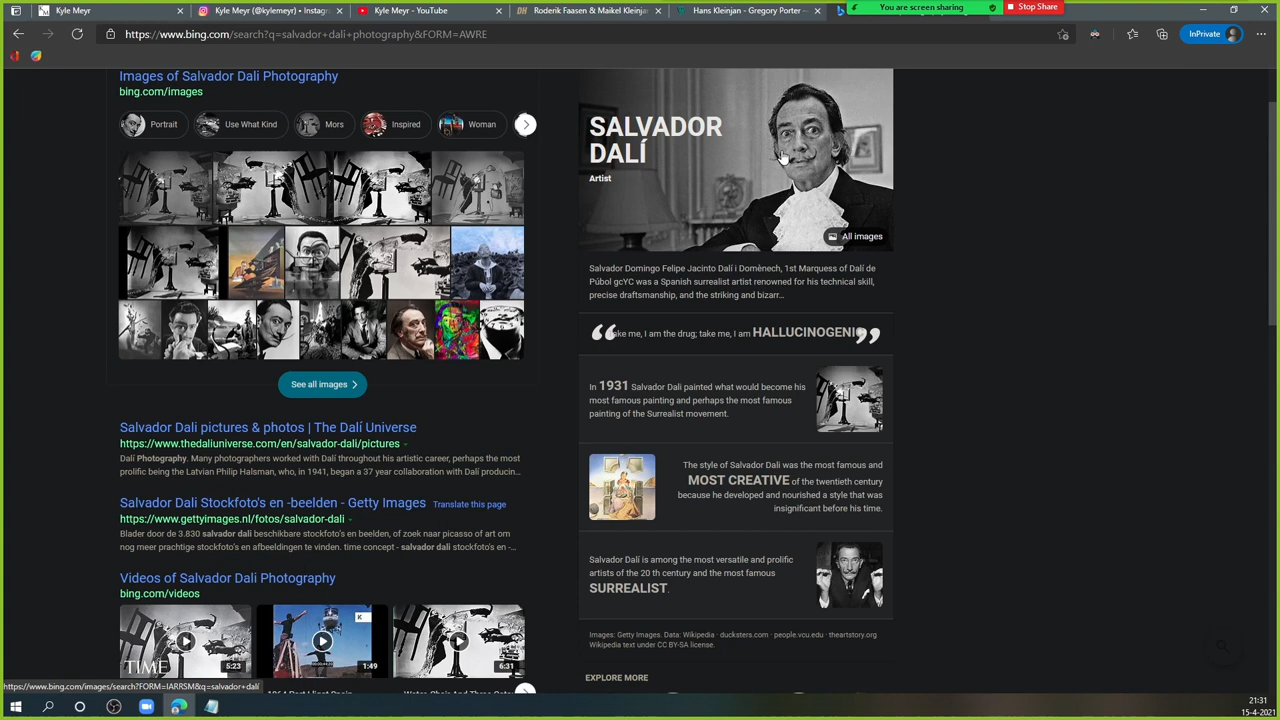 Kyle Meyr
Kyle Meyr (@kylemeyr) • Instagr
Kyle Meyr - YouTube
Roderik Faasen & Maikel Kleinja
Hans Kleinjan - Gregory Porter –
You are screen sharing
Stop Share
https://www.bing.com/search?q=salvador+dali+photography&FORM=AWRE
InPrivate
Images of Salvador Dali Photography
bing.com/images
Portrait
Use What Kind
Mors
Inspired
Woman
See all images
Salvador Dali pictures & photos | The Dalí Universe
https://www.thedaliuniverse.com/en/salvador-dali/pictures
Dalí Photography. Many photographers worked with Dalí throughout his artistic career, perhaps the most
prolific being the Latvian Philip Halsman, who, in 1941, began a 37 year collaboration with Dalí producin...
Salvador Dali Stockfoto's en -beelden - Getty Images Translate this page
https://www.gettyimages.nl/fotos/salvador-dali
Blader door de 3.830 salvador dali beschikbare stockfoto's en beelden, of zoek naar picasso of art om
nog meer prachtige stockfoto's en afbeeldingen te vinden. time concept - salvador dali stockfoto's en -...
Videos of Salvador Dali Photography
bing.com/videos
TIME
5:23
K
1:49
6:31
https://www.bing.com/images/search?FORM=IARRSM&q=salvador+dalí
SALVADOR
DALÍ
Artist
All images
Salvador Domingo Felipe Jacinto Dalí i Domènech, 1st Marquess of Dalí de
Púbol gcYC was a Spanish surrealist artist renowned for his technical skill,
precise draftsmanship, and the striking and bizarr...
“ake me, I am the drug; take me, I am HALLUCINOGENI”
In 1931 Salvador Dali painted what would become his
most famous painting and perhaps the most famous
painting of the Surrealist movement.
The style of Salvador Dali was the most famous and
MOST CREATIVE of the twentieth century
because he developed and nourished a style that was
insignificant before his time.
Salvador Dalí is among the most versatile and prolific
artists of the 20 th century and the most famous
SURREALIST.
Images: Getty Images. Data: Wikipedia · ducksters.com · people.vcu.edu · theartstory.org
Wikipedia text under CC BY-SA license.
EXPLORE MORE
21:31
15-4-2021